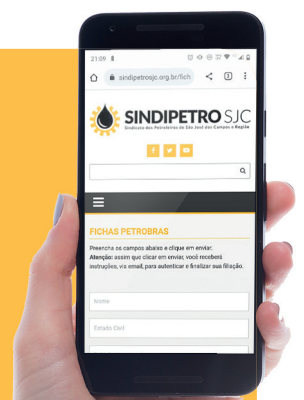 21:09
sindipetrosjc.org.br/fich
SINDIPETRO SJC
Sindicato dos Petroleiros de São José dos Campos e Região
FICHAS PETROBRAS
Preencha os campos abaixo e clique em enviar.
Atenção: assim que clicar em enviar, você receberá
instruções, via email, para autenticar e finalizar sua filiação.
Nome
Estado Civil